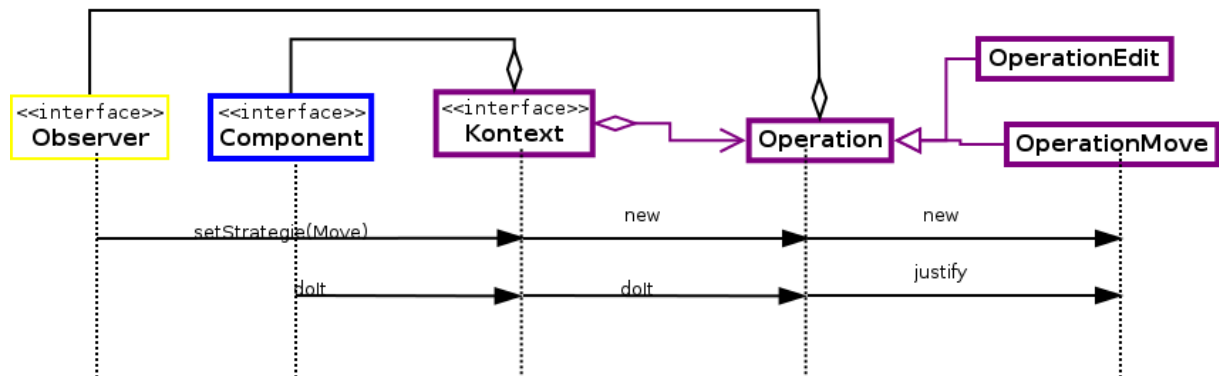 OperationEdit
<<interface>>
Observer
<<interface>>
Component
<<interface>>
Kontext
Operation
OperationMove
setStrategie(Move)
new
new
doIt
doIt
justify